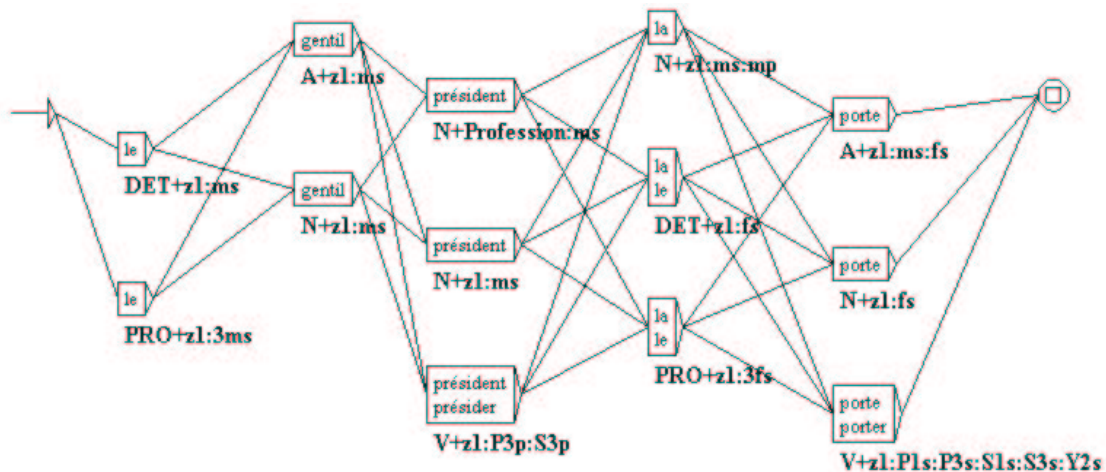 le
DET+z1:ms
le
PRO+z1:3ms
gentil
A+z1:ms
gentil
N+z1:ms
président
N+Profession:ms
président
N+z1:ms
président
présider
V+z1:P3p:S3p
la
N+z1:ms:mp
la
le
DET+z1:fs
la
le
PRO+z1:3fs
porte
A+z1:ms:fs
porte
N+z1:fs
porte
porter
V+z1:P1s:P3s:S1s:S3s:Y2s